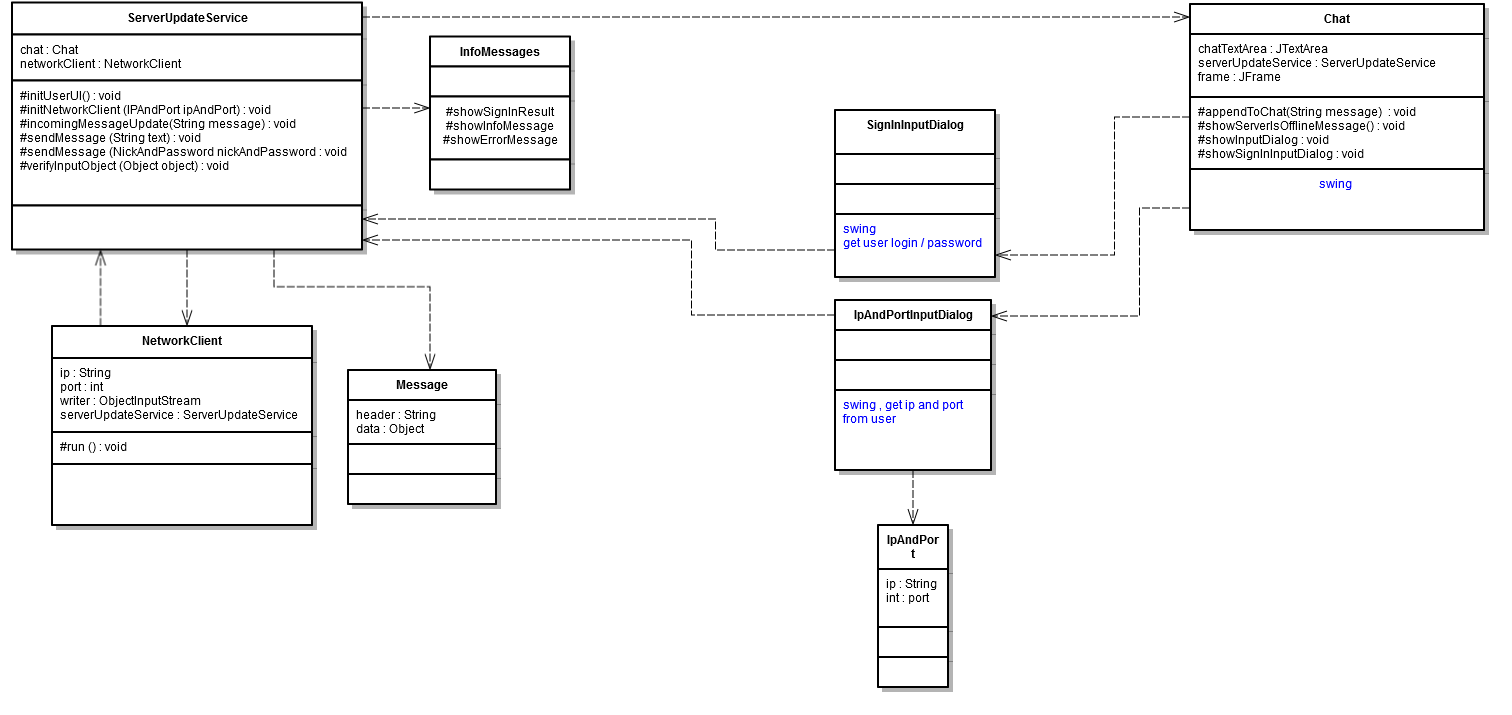 ServerUpdateService
chat : Chat
networkClient : NetworkClient
#initUserUI() : void
#initNetworkClient (IPAndPort ipAndPort) : void
#incomingMessageUpdate(String message) : void
#sendMessage (String text) : void
#sendMessage (NickAndPassword nickAndPassword : void
#verifyInputObject (Object object) : void
InfoMessages
#showSignInResult
#showInfoMessage
#showErrorMessage
SignInInputDialog
swing
get user login / password
Chat
chatTextArea : JTextArea
serverUpdateService : ServerUpdateService
frame : JFrame
#appendToChat(String message)  : void
#showServerIsOfflineMessage() : void
#showInputDialog : void
#showSignInInputDialog : void
swing
NetworkClient
ip : String
port : int
writer : ObjectInputStream
serverUpdateService : ServerUpdateService
#run () : void
Message
header : String
data : Object
IpAndPortInputDialog
swing , get ip and port
from user
IpAndPor
t
ip : String
int : port